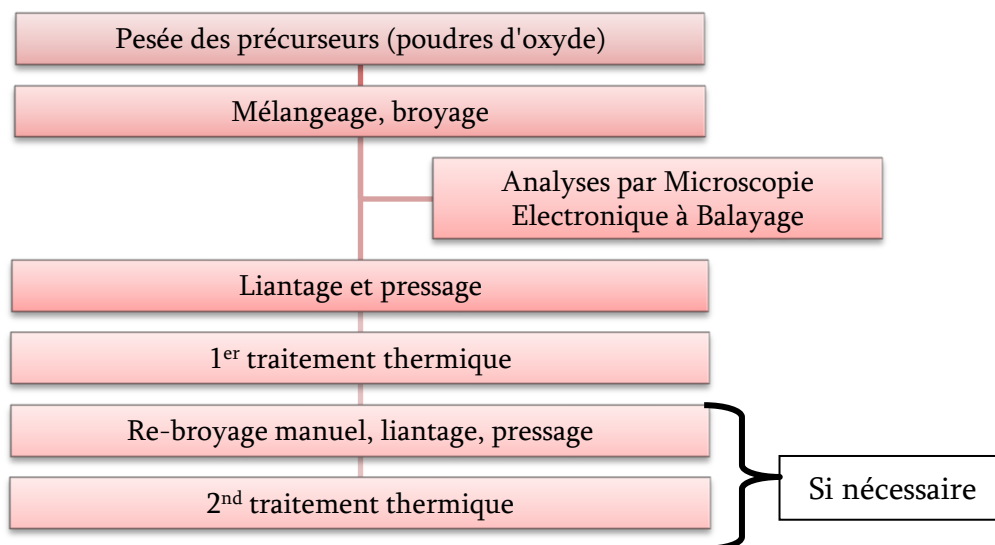 Pesée des précurseurs (poudres d'oxyde)
Mélangeage, broyage
Analyses par Microscopie
Electronique à Balayage
Liantage et pressage
1er traitement thermique
Re-broyage manuel, liantage, pressage
2nd traitement thermique
Si nécessaire